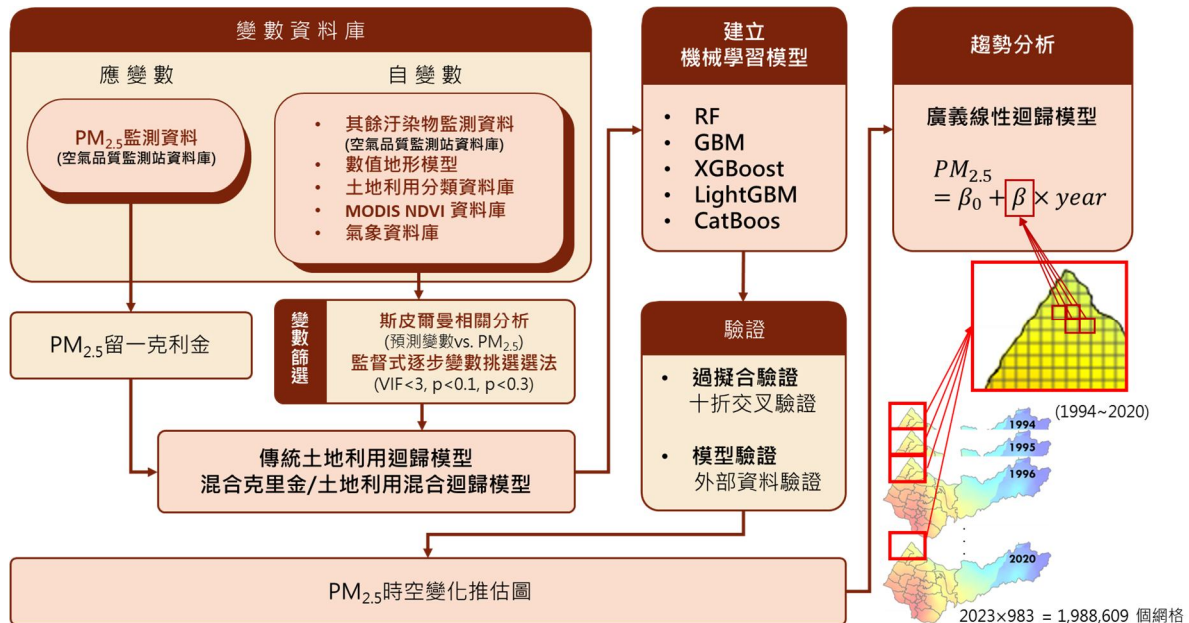 變數資料庫
應變數
PM2.5監測資料
(空氣品質監測站資料庫)
自變數
• 其餘汙染物監測資料
(空氣品質監測站資料庫)
• 數值地形模型
• 土地利用分類資料庫
• MODIS NDVI 資料庫
• 氣象資料庫
PM2.5留一克利金
變數篩選
斯皮爾曼相關分析
(預測變數vs. PM2.5)
監督式逐步變數挑選選法
(VIF<3, p<0.1, p<0.3)
傳統土地利用迴歸模型
混合克里金/土地利用混合迴歸模型
建立
機械學習模型
• RF
• GBM
• XGBoost
• LightGBM
• CatBoos
驗證
• 過擬合驗證
十折交叉驗證
• 模型驗證
外部資料驗證
PM2.5時空變化推估圖
趨勢分析
廣義線性迴歸模型
PM2.5
= β0 + β × year
(1994~2020)
1994
1995
1996
2020
2023×983 = 1,988,609 個網格